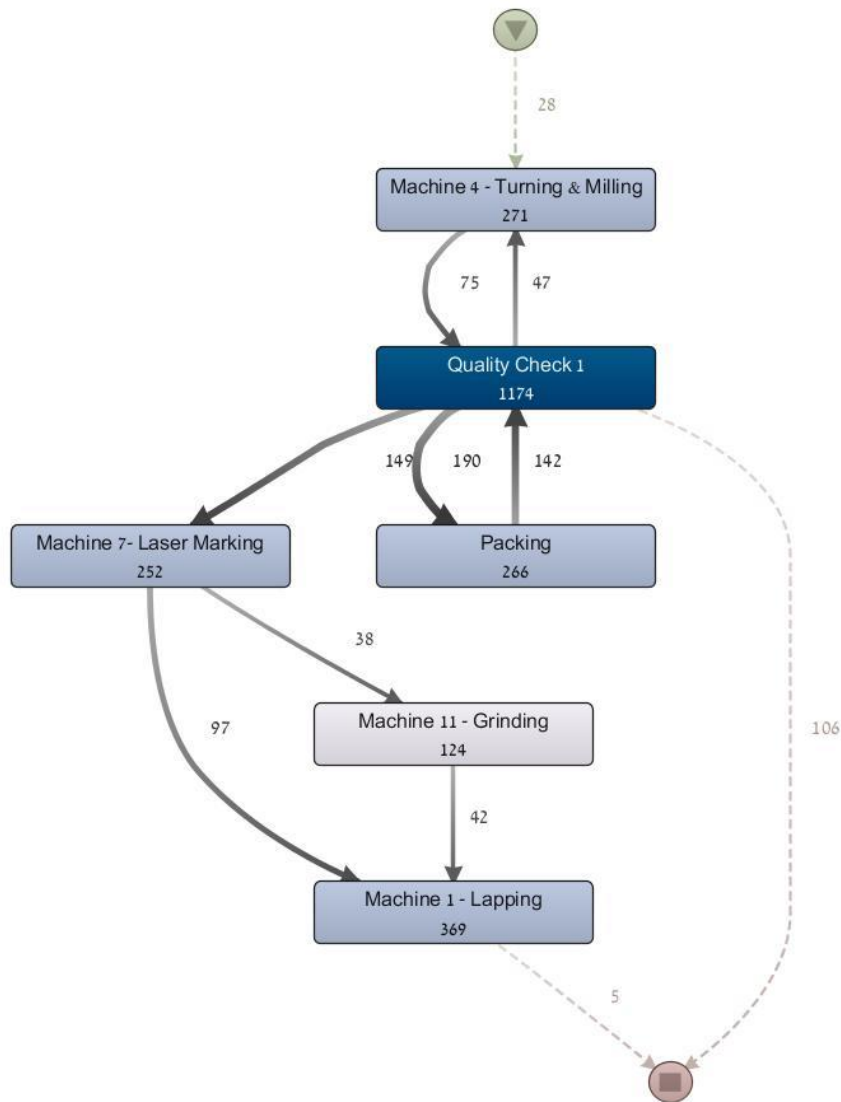 28
Machine 4 - Turning & Milling
271
75
47
Quality Check 1
1174
149
190
142
Machine 7- Laser Marking
252
Packing
266
38
97
Machine 11 - Grinding
124
106
42
Machine 1 - Lapping
369
5